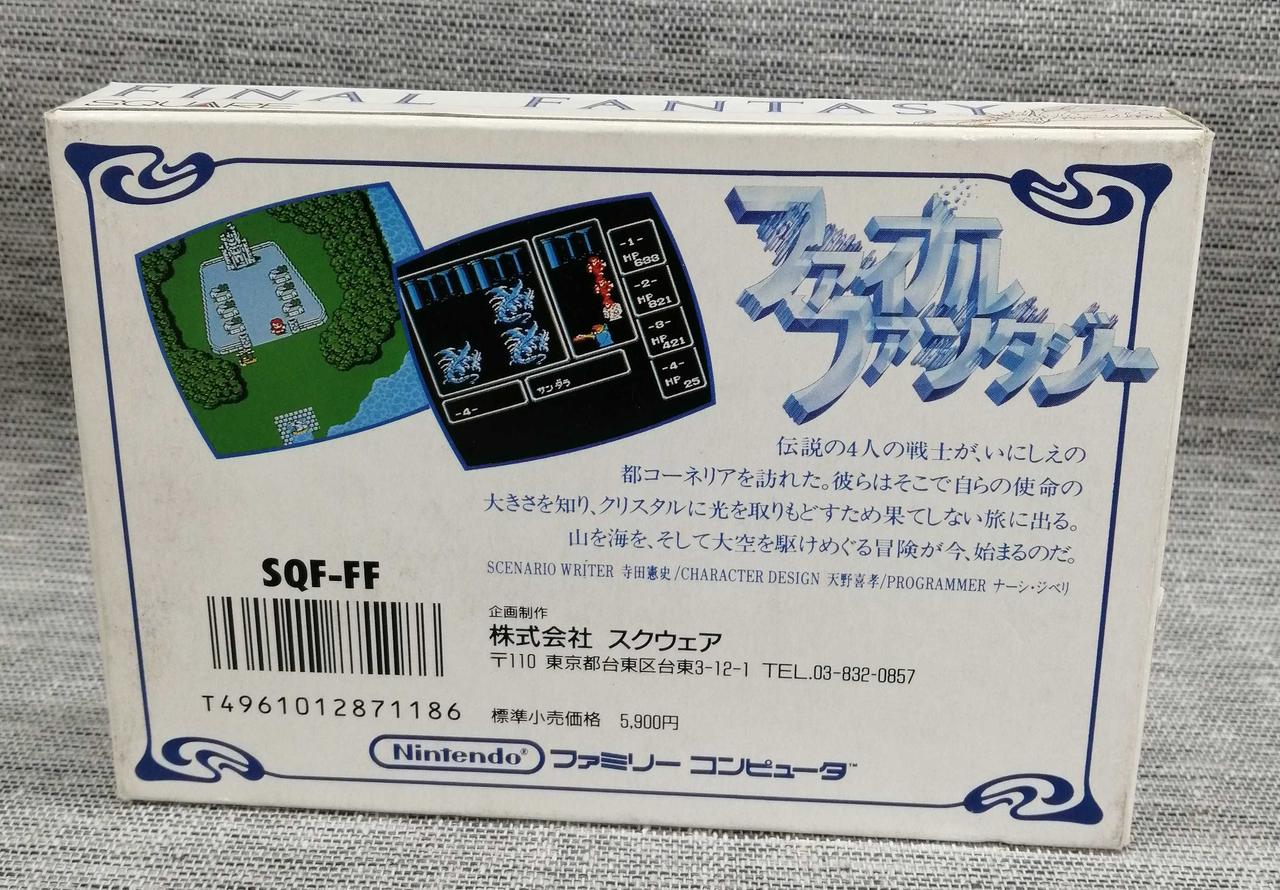 FINAL FANTASY
SQUARE
ファイナル
ファンタジー
-1-
HP
633
-2-
HP
821
-3-
HP
421
-4-
HP 25
-4-
サンダラ
伝説の4人の戦士が、いにしえの
都コーネリアを訪れた。彼らはそこで自らの使命の
大きさを知り、クリスタルに光を取りもどすため果てしない旅に出る。
山を海を、そして大空を駆けめぐる冒険が今、始まるのだ。
SCENARIO WRITER 寺田憲史/CHARACTER DESIGN 天野喜孝/PROGRAMMER ナーシ・ジベリ
SQF-FF
T4961012871186
企画制作
株式会社 スクウェア
〒110 東京都台東区台東3-12-1 TEL.03-832-0857
標準小売価格 5,900円
Nintendo® ファミリー コンピュータ™